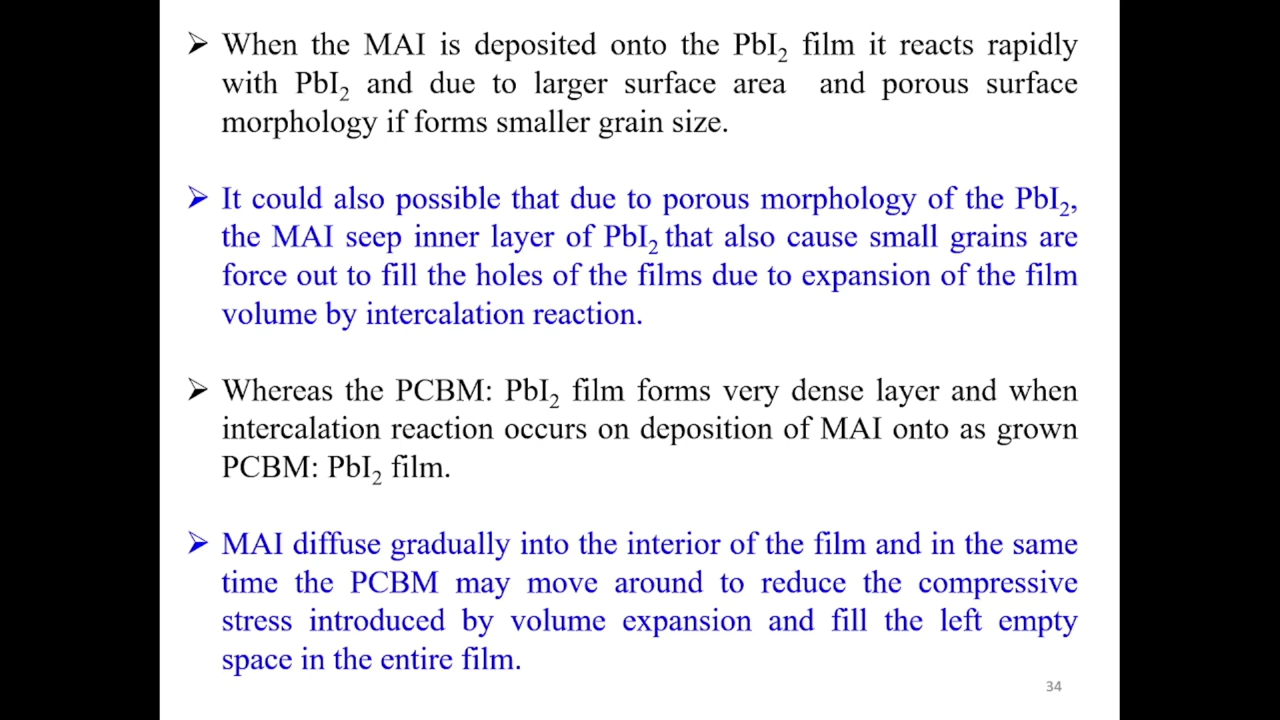 ➢ When the MAI is deposited onto the PbI₂ film it reacts rapidly
with PbI₂ and due to larger surface area and porous surface
morphology if forms smaller grain size.
➢ It could also possible that due to porous morphology of the PbI₂,
the MAI seep inner layer of PbI₂ that also cause small grains are
force out to fill the holes of the films due to expansion of the film
volume by intercalation reaction.
➢ Whereas the PCBM: PbI₂ film forms very dense layer and when
intercalation reaction occurs on deposition of MAI onto as grown
PCBM: PbI₂ film.
➢ MAI diffuse gradually into the interior of the film and in the same
time the PCBM may move around to reduce the compressive
stress introduced by volume expansion and fill the left empty
space in the entire film.
34